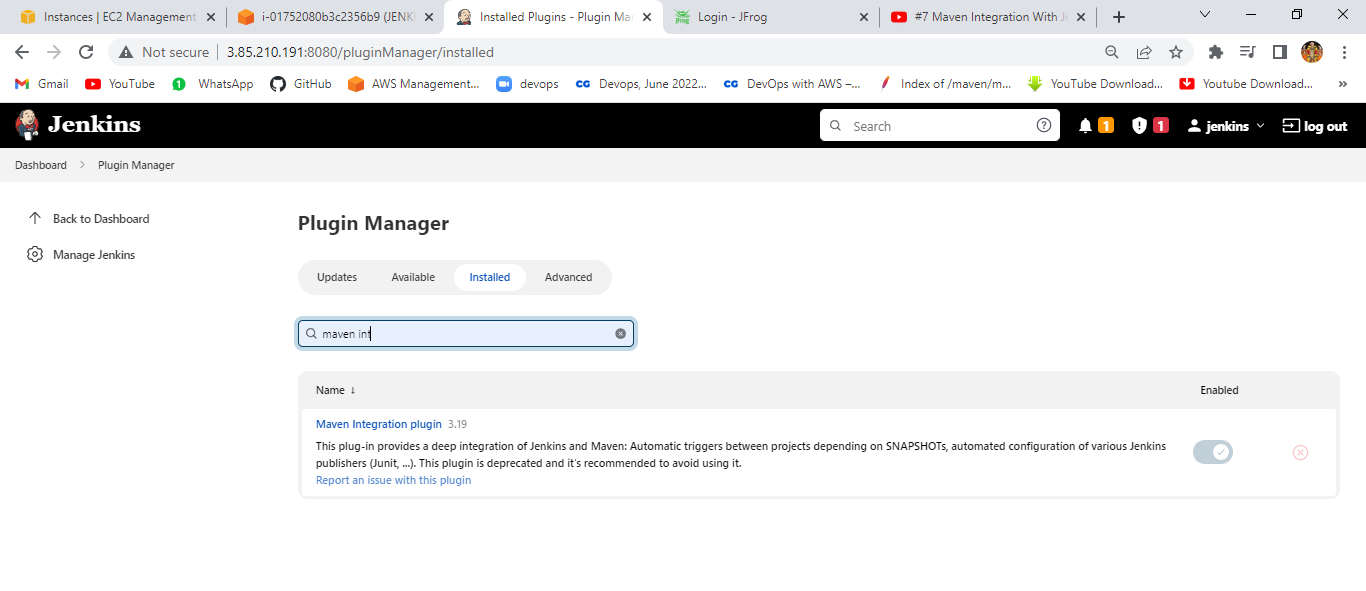 Instances | EC2 Management
i-01752080b3c2356b9 (JENK
Installed Plugins - Plugin Ma
Login - JFrog
#7 Maven Integration With Je
Not secure
3.85.210.191:8080/pluginManager/installed
Gmail
YouTube
1
WhatsApp
GitHub
AWS Management...
devops
CG
Devops, June 2022...
CG
DevOps with AWS –...
Index of /maven/m...
YouTube Download...
Youtube Download...
»
Jenkins
Search
1
1
jenkins
log out
Dashboard
Plugin Manager
Back to Dashboard
Manage Jenkins
Plugin Manager
Updates
Available
Installed
Advanced
maven int
Name ↓
Enabled
Maven Integration plugin 3.19
This plug-in provides a deep integration of Jenkins and Maven: Automatic triggers between projects depending on SNAPSHOTs, automated configuration of various Jenkins
publishers (Junit, ...). This plugin is deprecated and it's recommended to avoid using it.
Report an issue with this plugin